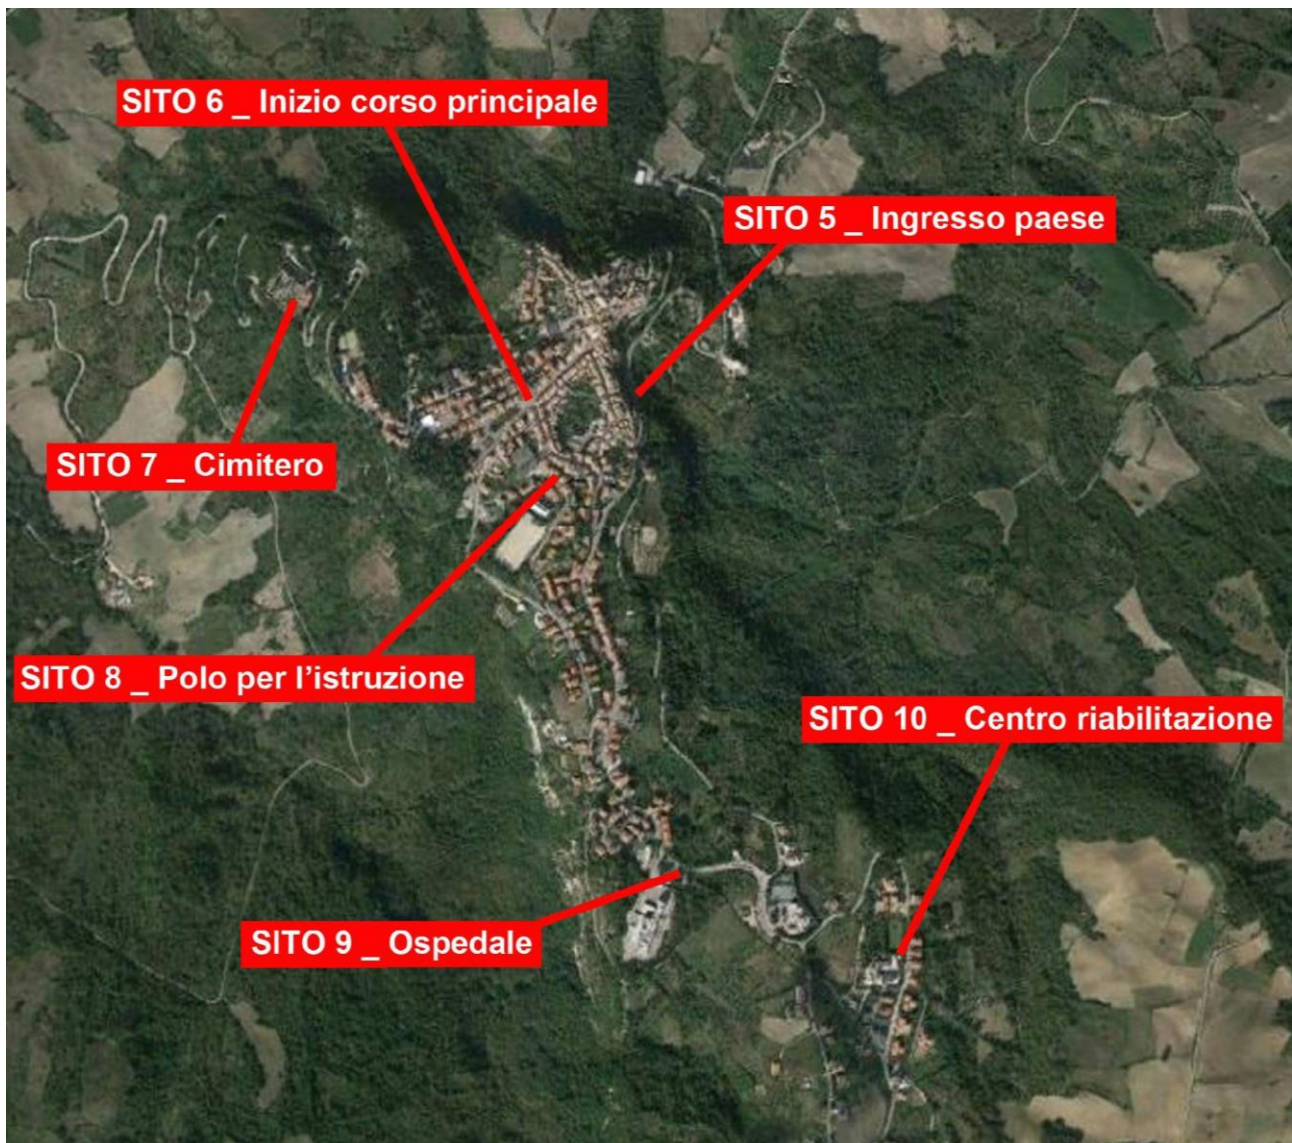 SITO 6 _ Inizio corso principale
SITO 5 _ Ingresso paese
SITO 7 _ Cimitero
SITO 8 _ Polo per l’istruzione
SITO 10 _ Centro riabilitazione
SITO 9 _ Ospedale